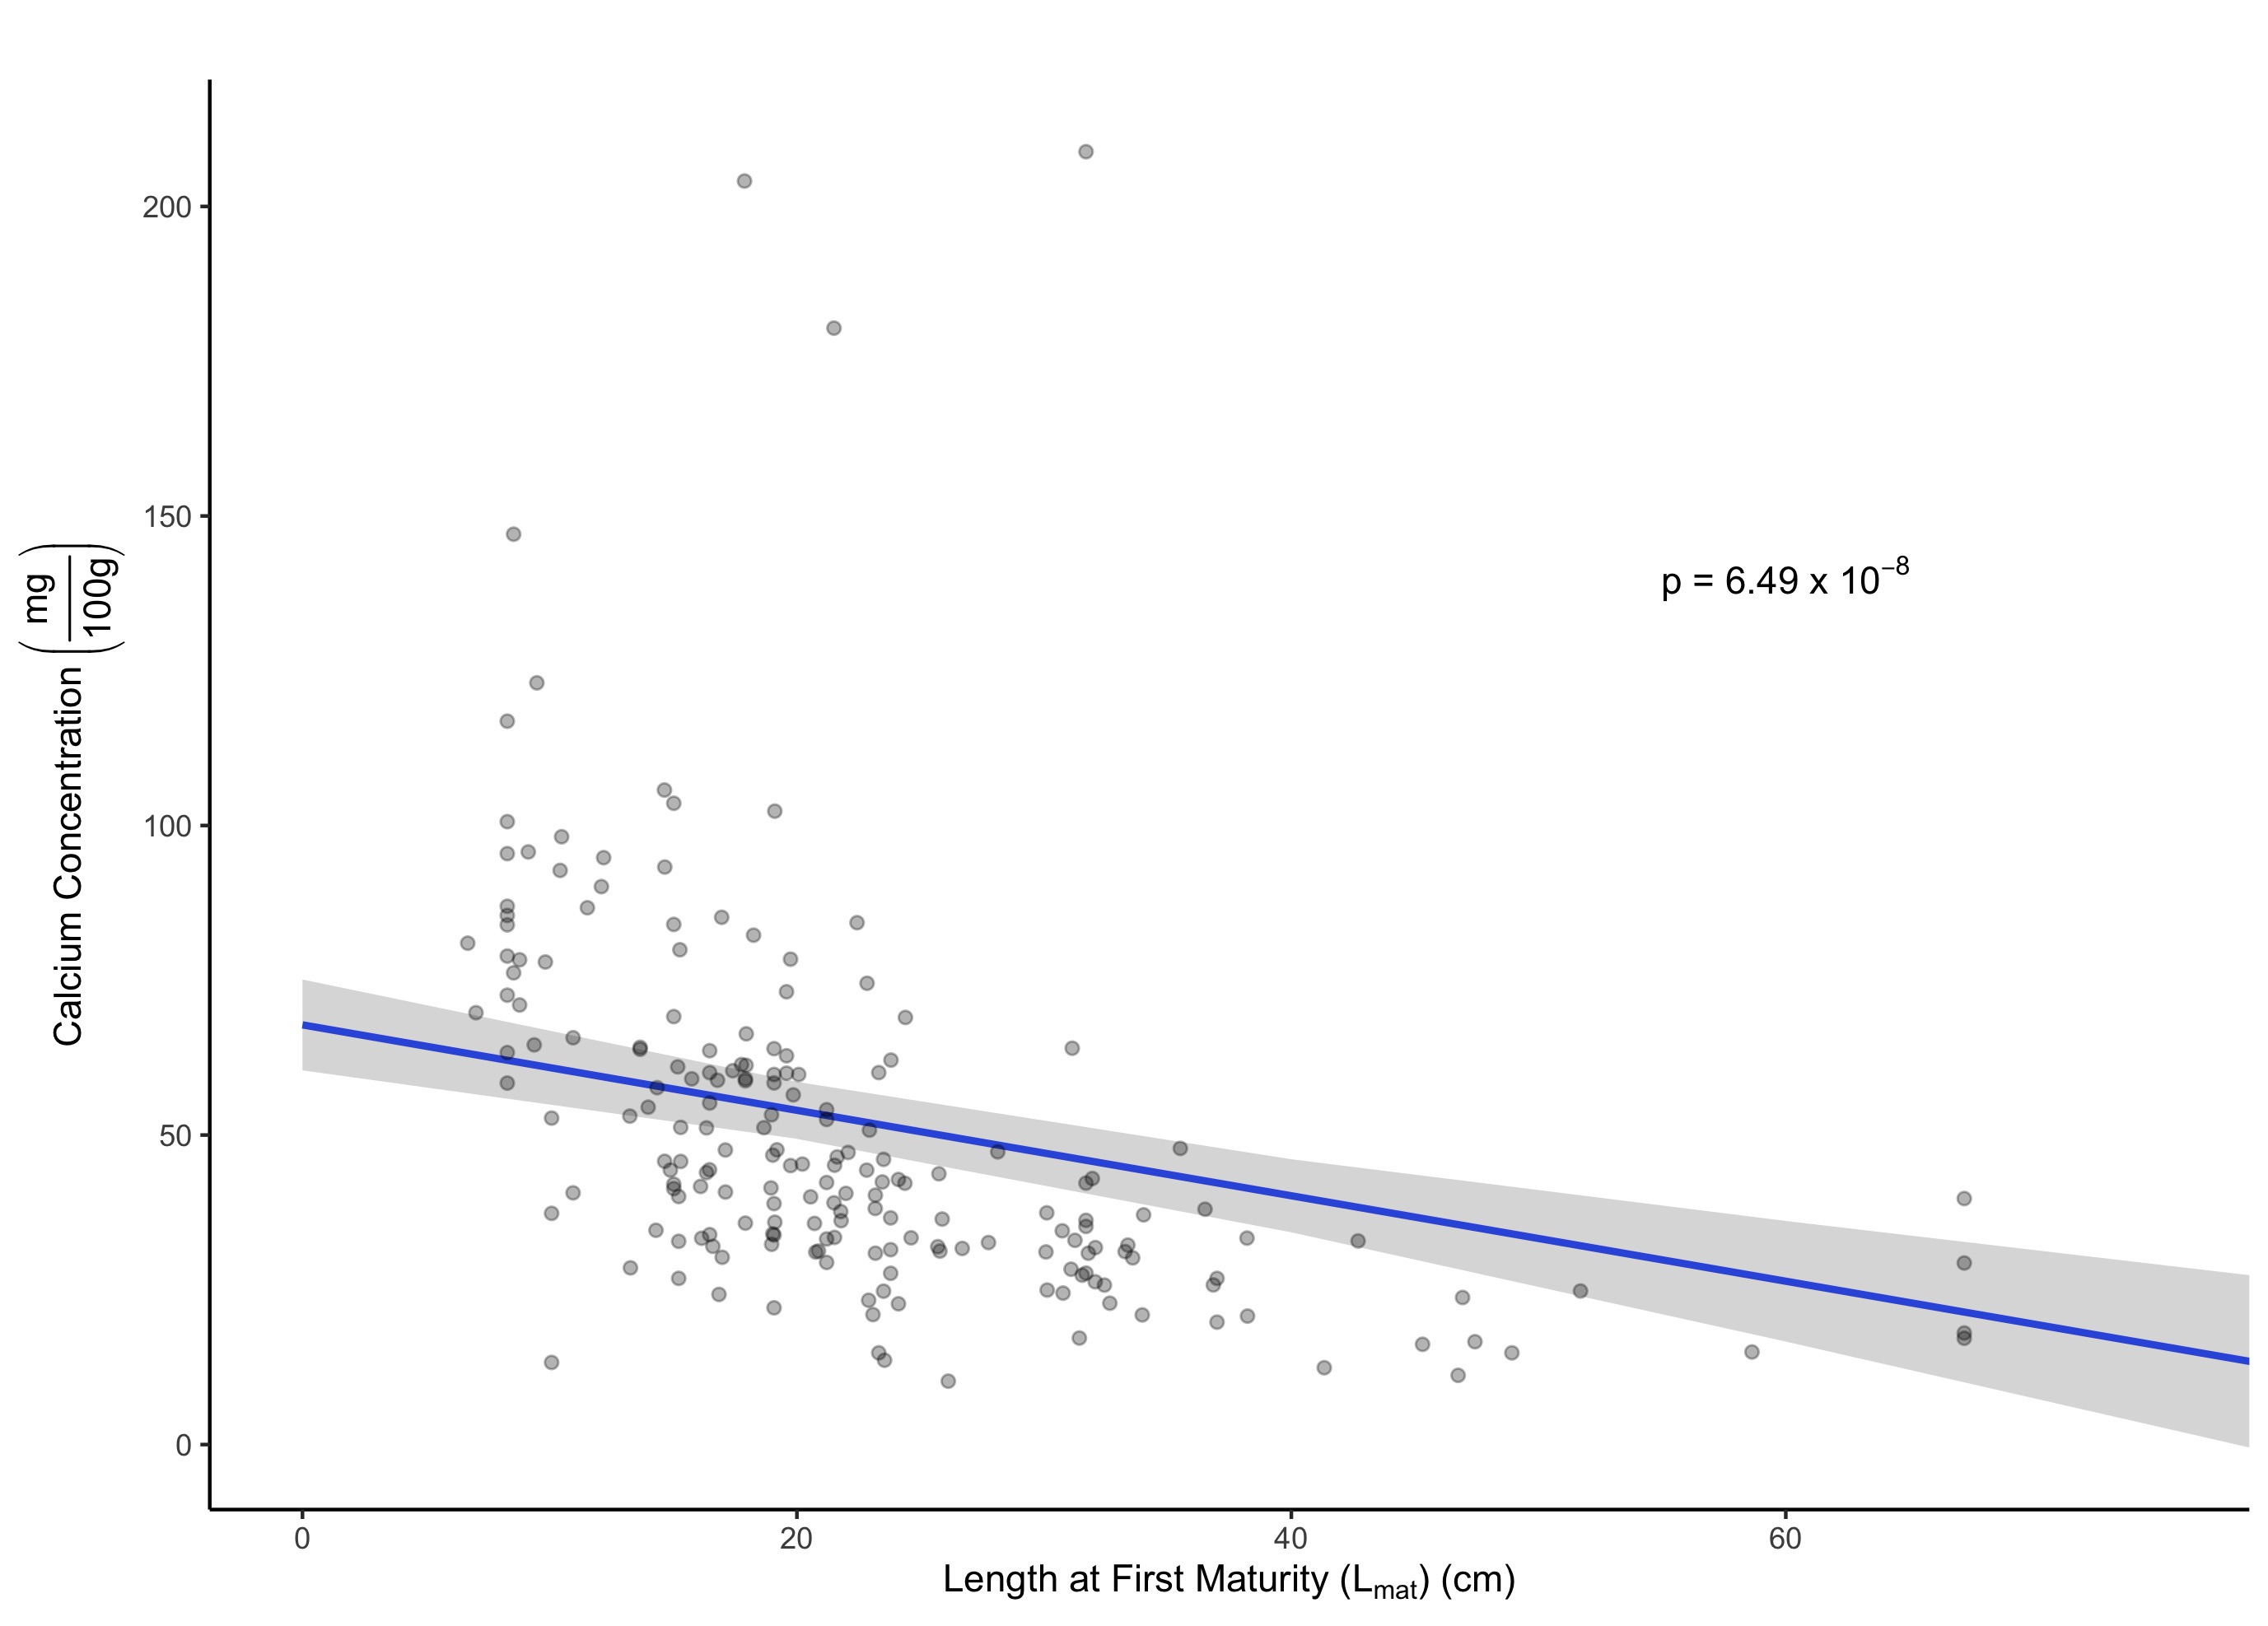 200
150
100
50
0
Calcium Concentration (mg/100g)
p = 6.49 x 10⁻⁸
0 20 40 60
Length at First Maturity (Lₘₐₜ) (cm)